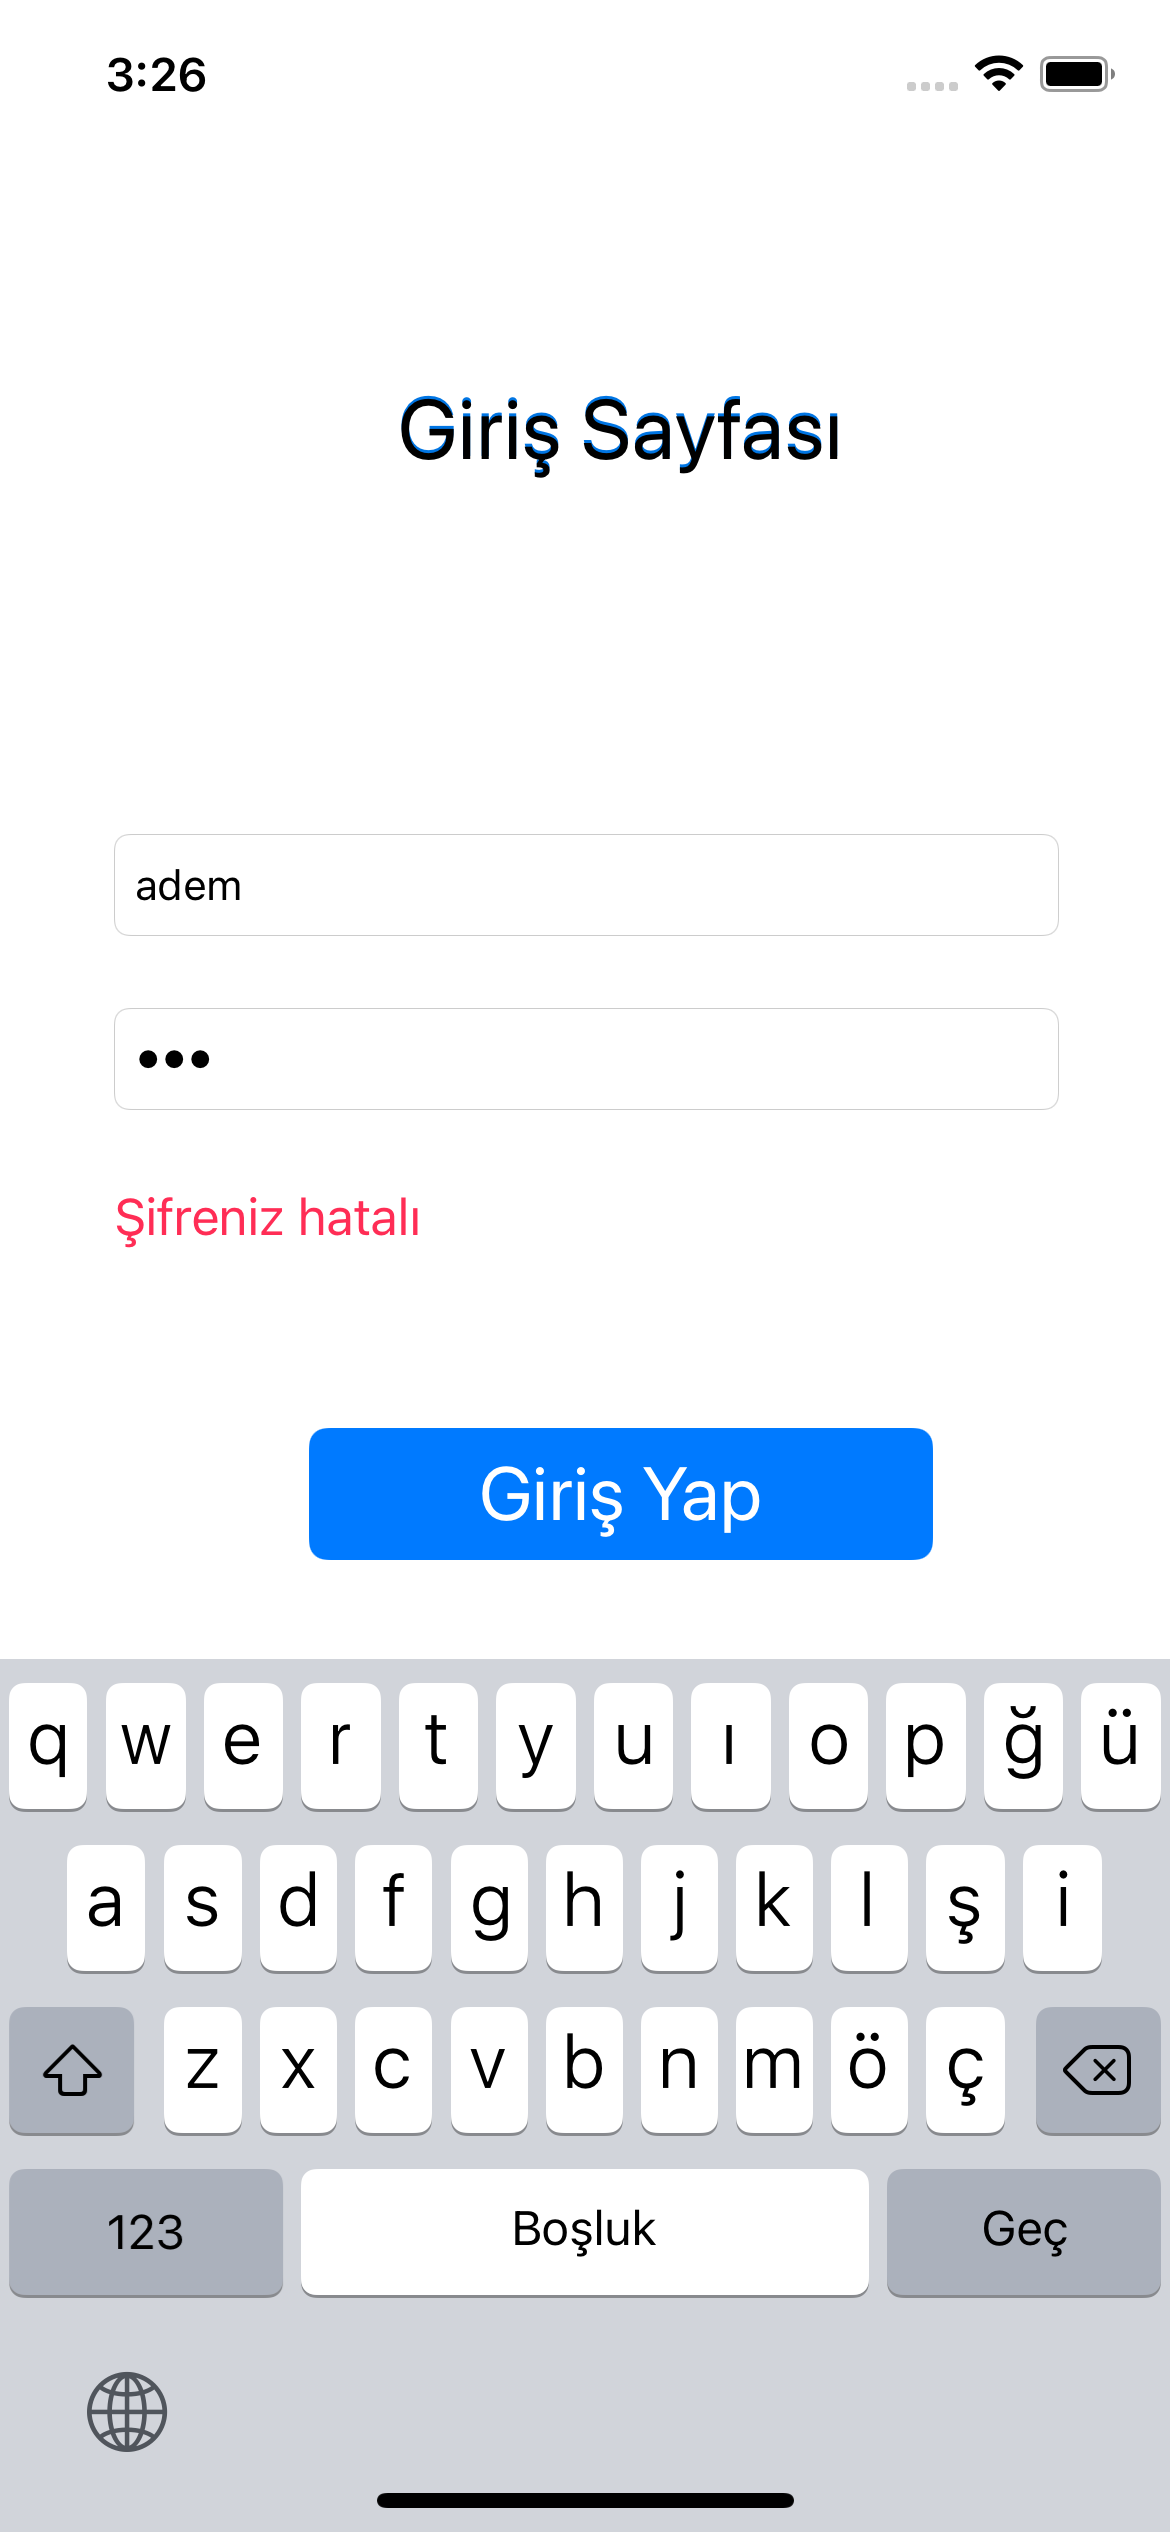 3:26
Giriş Sayfası
adem
•••
Şifreniz hatalı
Giriş Yap
q w e r t y u ı o p ğ ü
a s d f g h j k l ş i
z x c v b n m ö ç
123 Boşluk Geç